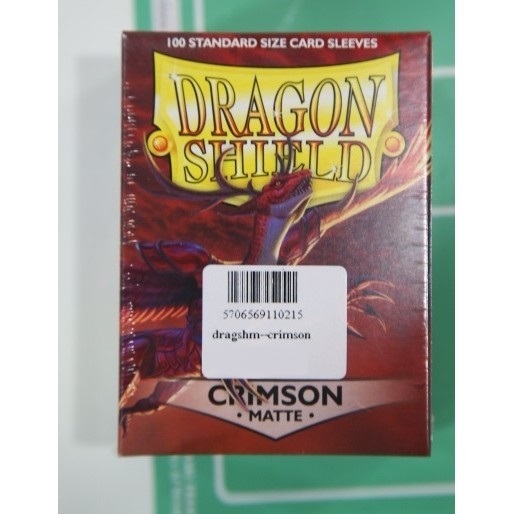 100 STANDARD SIZE CARD SLEEVES
DRAGON
SHIELD
5706569110215
dragshm--crimson
CRIMSON
• MATTE •